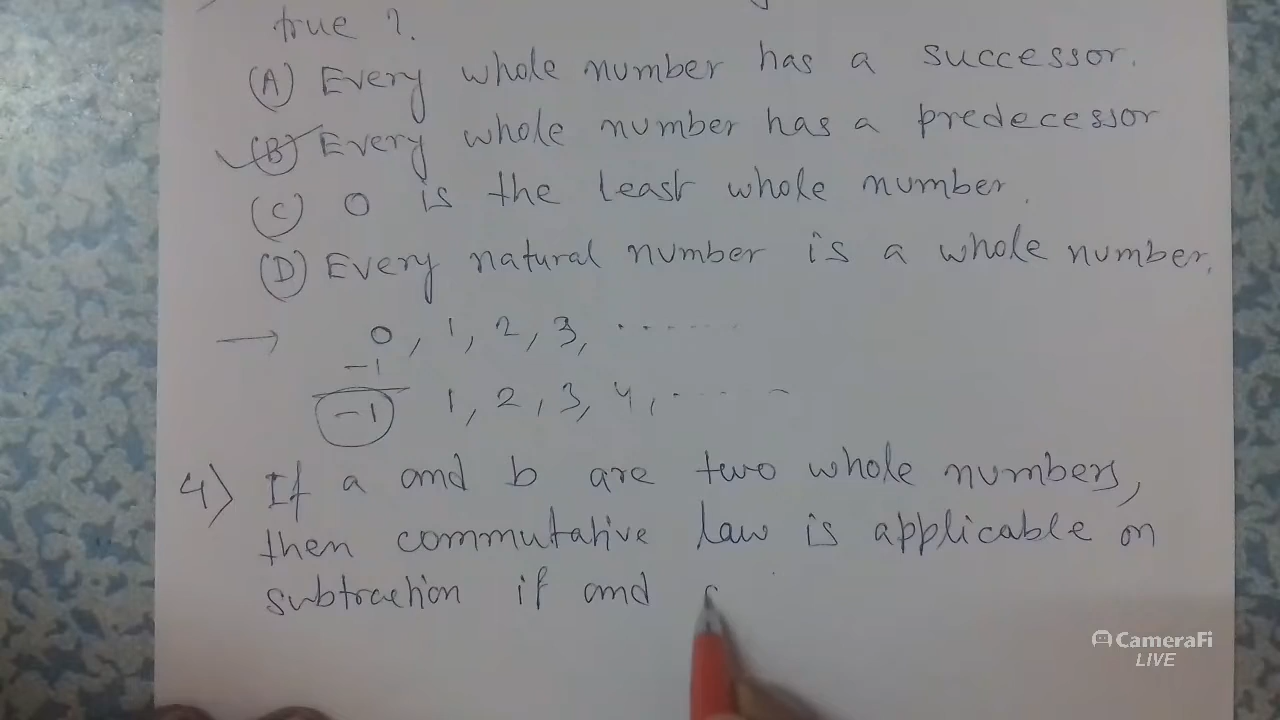 true ?.
(A) Every whole number has a successor.
(B) Every whole number has a predecessor
(C) 0 is the least whole number.
(D) Every natural number is a whole number.
→ 0, 1, 2, 3, ......
-1
-1 1, 2, 3, 4, ....
4) If a and b are two whole numbers,
then commutative law is applicable on
subtraction if and
CameraFi
LIVE